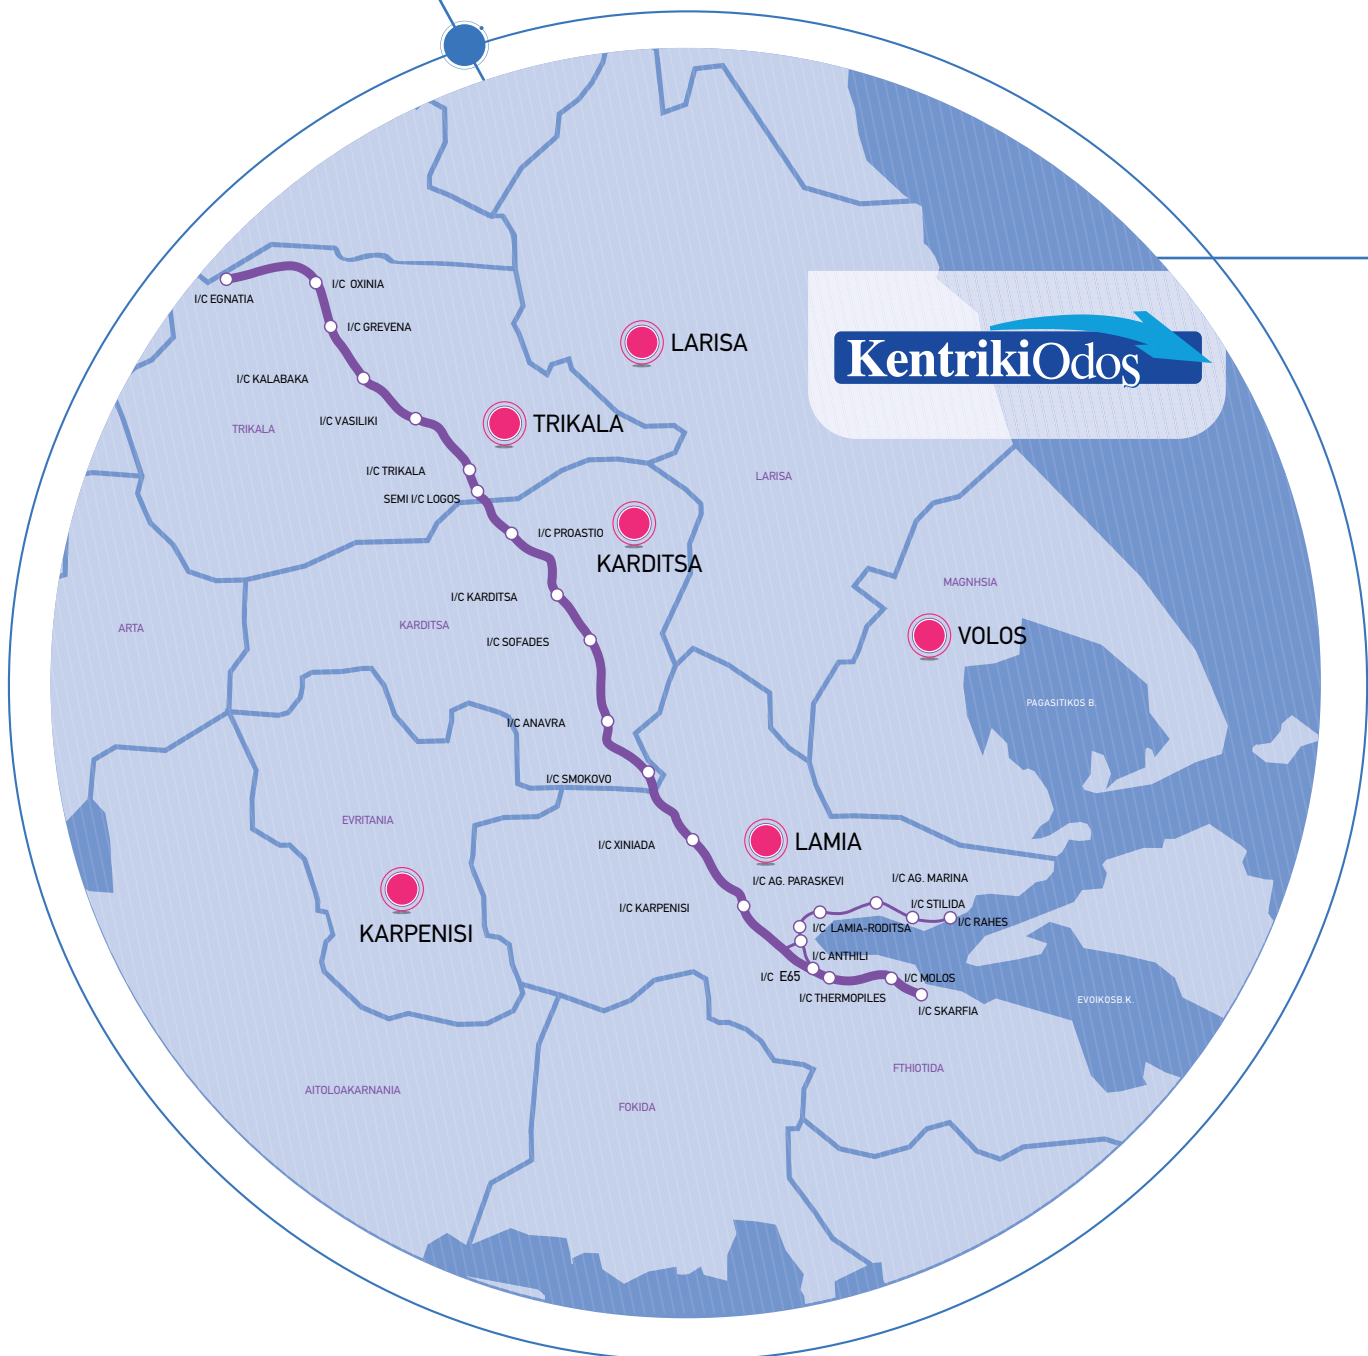 I/C EGNATIA
I/C OXINIA
I/C GREVENA
LARISA
KentrikiOdos
I/C KALABAKA
I/C VASILIKI
TRIKALA
TRIKALA
I/C TRIKALA
LARISA
SEMI I/C LOGOS
I/C PROASTIO
KARDITSA
MAGNHSIA
I/C KARDITSA
ARTA
KARDITSA
I/C SOFADES
VOLOS
PAGASITIKOS B.
I/C ANAVRA
I/C SMOKOVO
EVRITANIA
I/C XINIADA
LAMIA
I/C AG. PARASKEVI
I/C AG. MARINA
I/C KARPENISI
I/C STILIDA
I/C RAHES
I/C LAMIA-RODITSA
KARPENISI
I/C ANTHILI
I/C E65
I/C MOLOS
I/C THERMOPILES
EVOIKOSB.K.
I/C SKARFIA
FTHIOTIDA
AITOLOAKARNANIA
FOKIDA